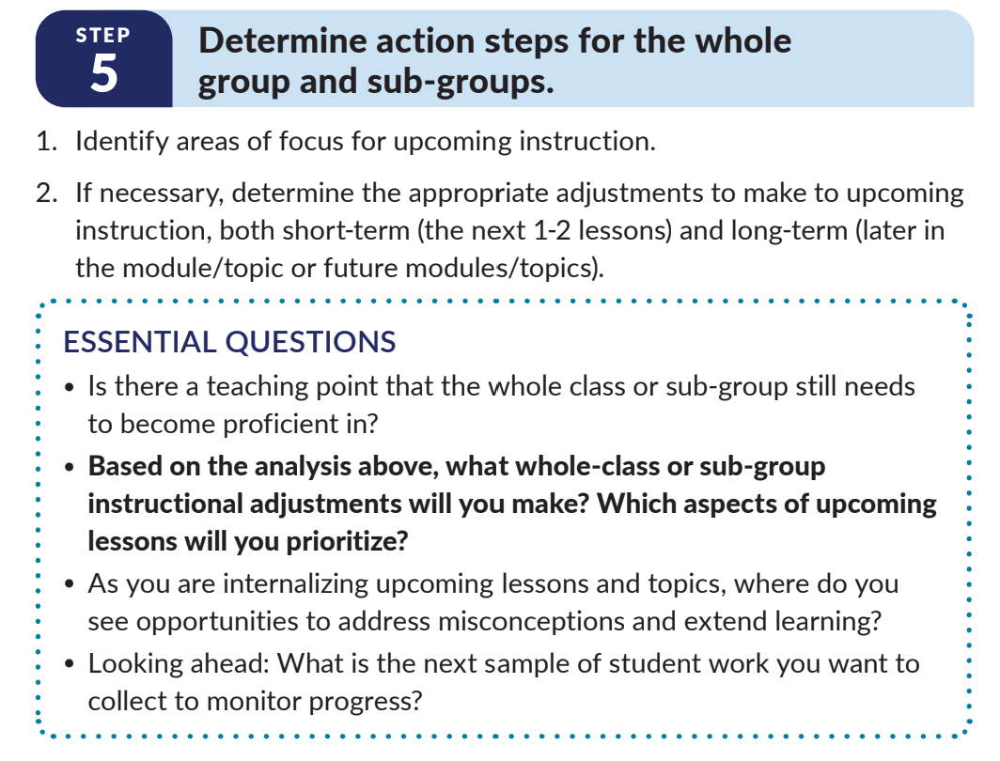 STEP
5
Determine action steps for the whole
group and sub-groups.
1. Identify areas of focus for upcoming instruction.
2. If necessary, determine the appropriate adjustments to make to upcoming
instruction, both short-term (the next 1-2 lessons) and long-term (later in
the module/topic or future modules/topics).
ESSENTIAL QUESTIONS
• Is there a teaching point that the whole class or sub-group still needs
to become proficient in?
• Based on the analysis above, what whole-class or sub-group
instructional adjustments will you make? Which aspects of upcoming
lessons will you prioritize?
• As you are internalizing upcoming lessons and topics, where do you
see opportunities to address misconceptions and extend learning?
• Looking ahead: What is the next sample of student work you want to
collect to monitor progress?